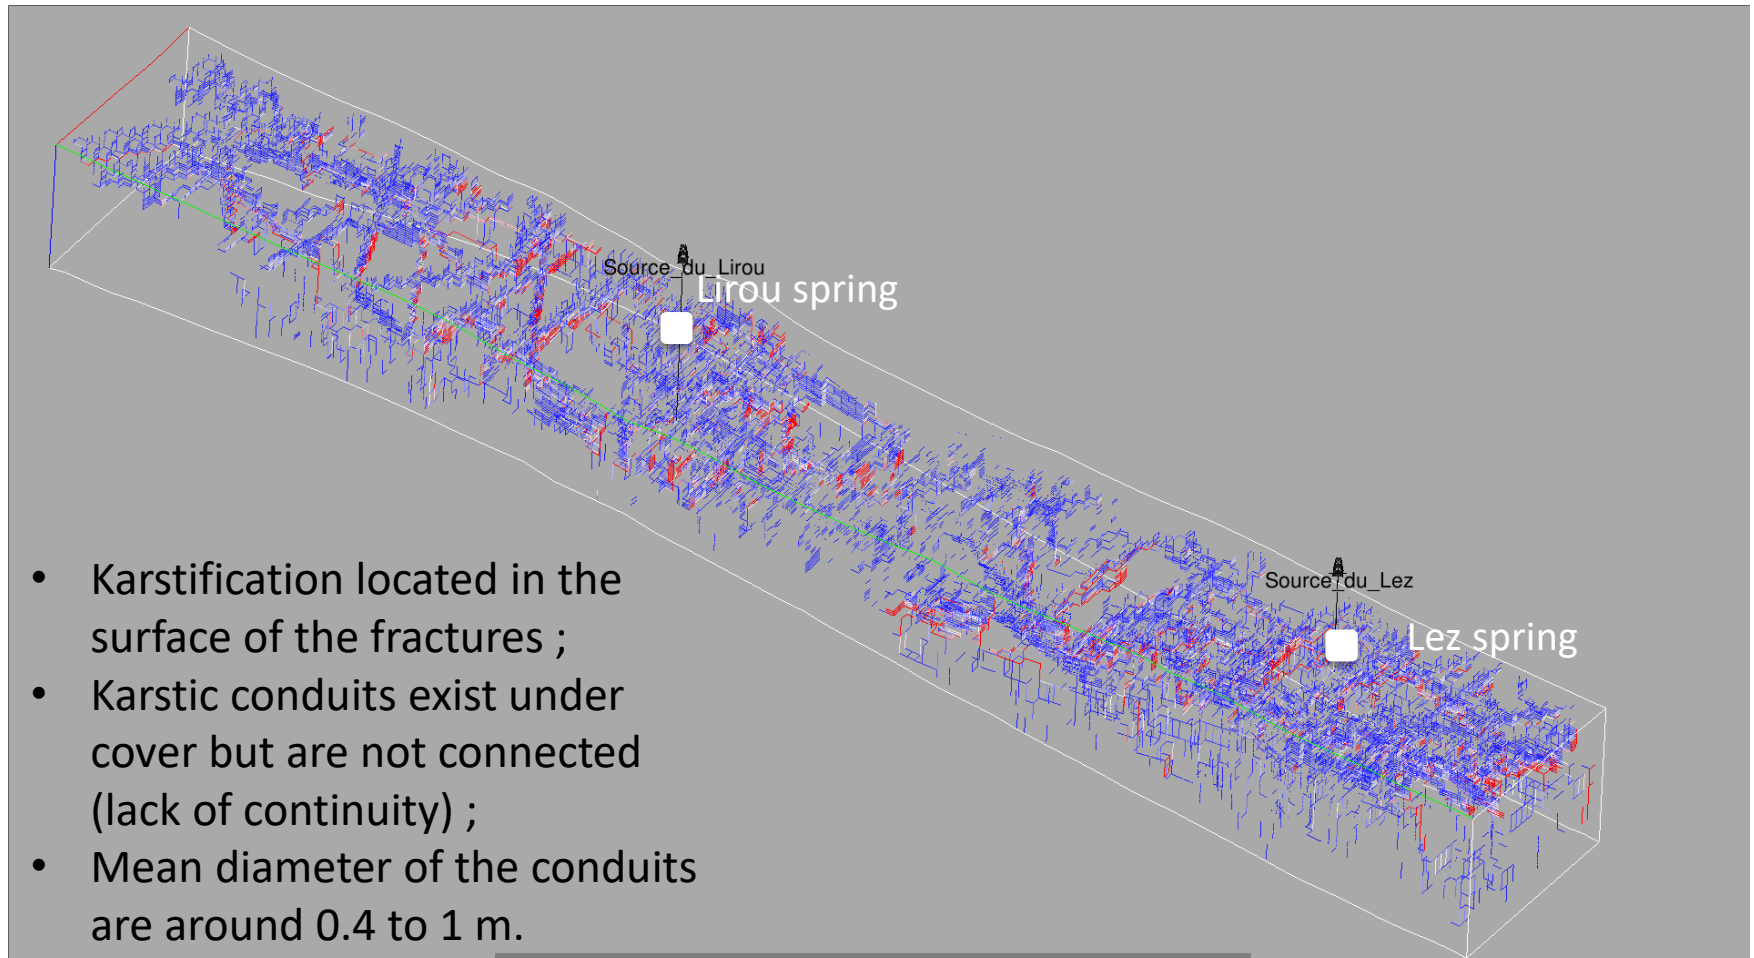 Source_du_Lirou
Lirou spring
Source_du_Lez
Lez spring
• Karstification located in the
surface of the fractures ;
• Karstic conduits exist under
cover but are not connected
(lack of continuity) ;
• Mean diameter of the conduits
are around 0.4 to 1 m.